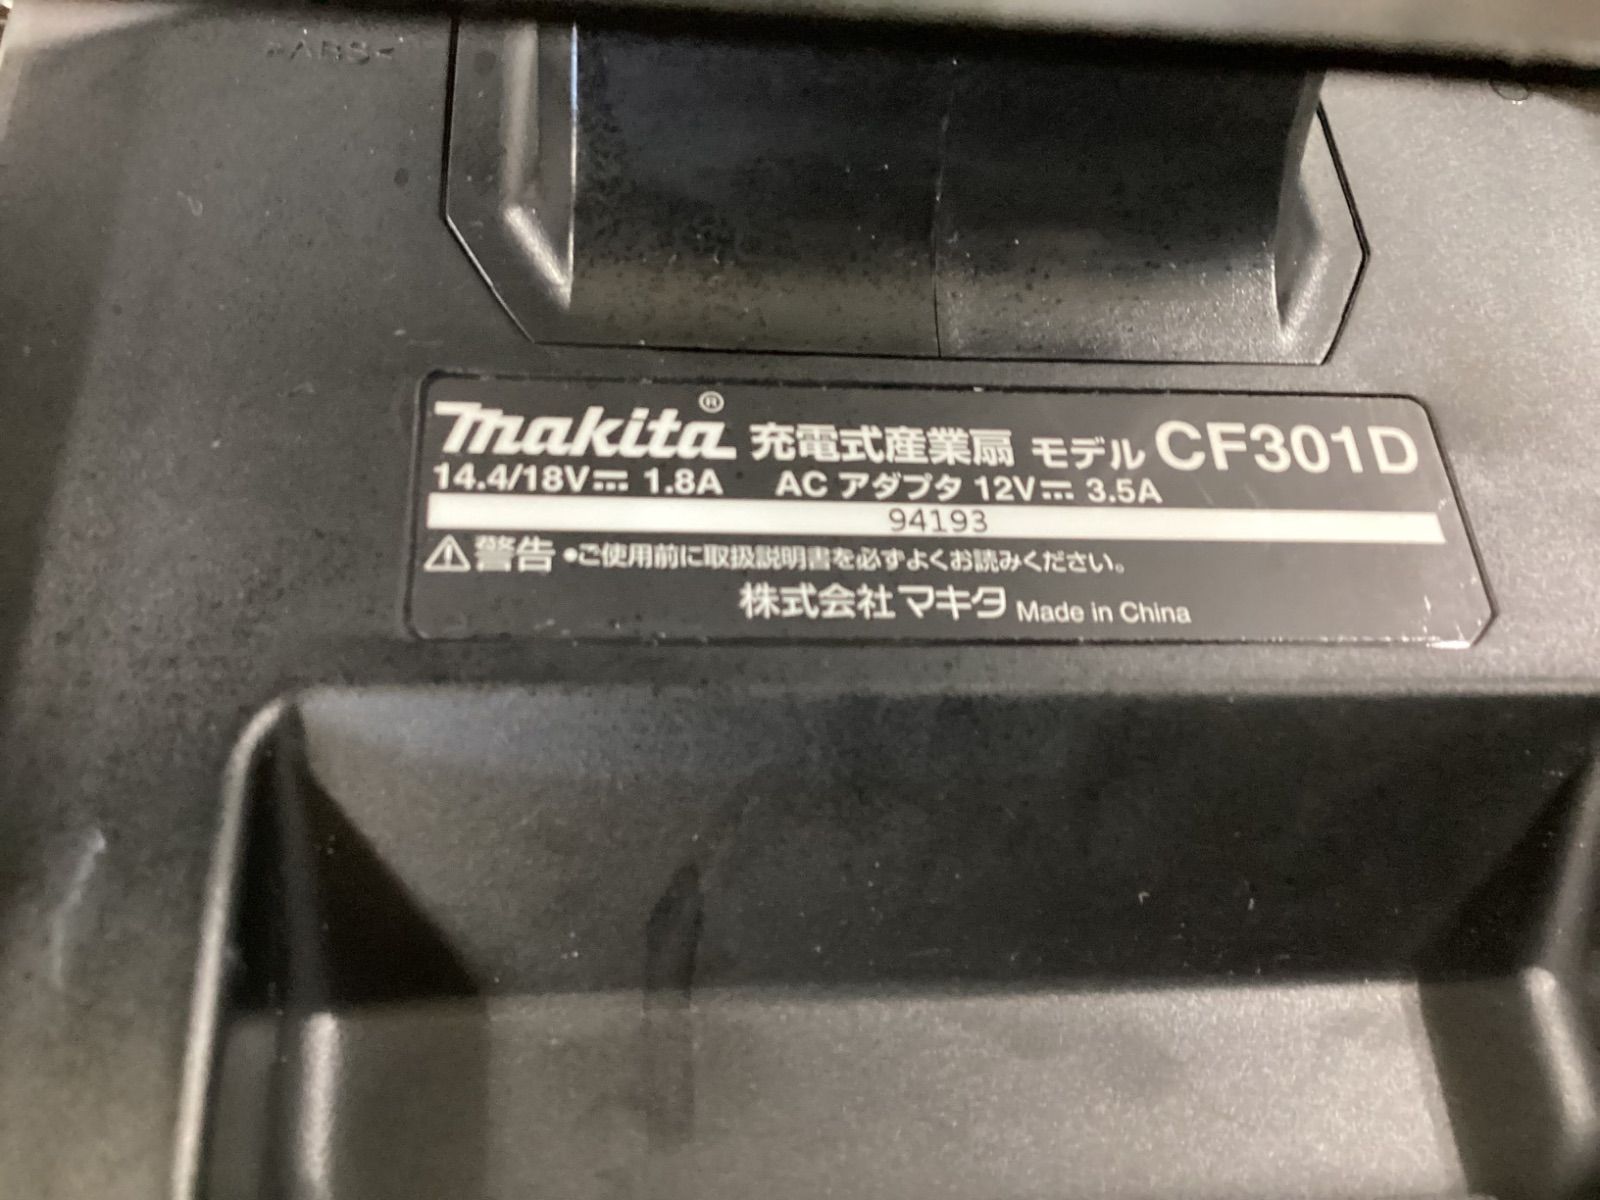 >ABS<
makita® 充電式産業扇 モデル CF301D
14.4/18V⎓ 1.8A AC アダプタ 12V⎓ 3.5A
94193
⚠警告 •ご使用前に取扱説明書を必ずよくお読みください。
株式会社マキタ Made in China